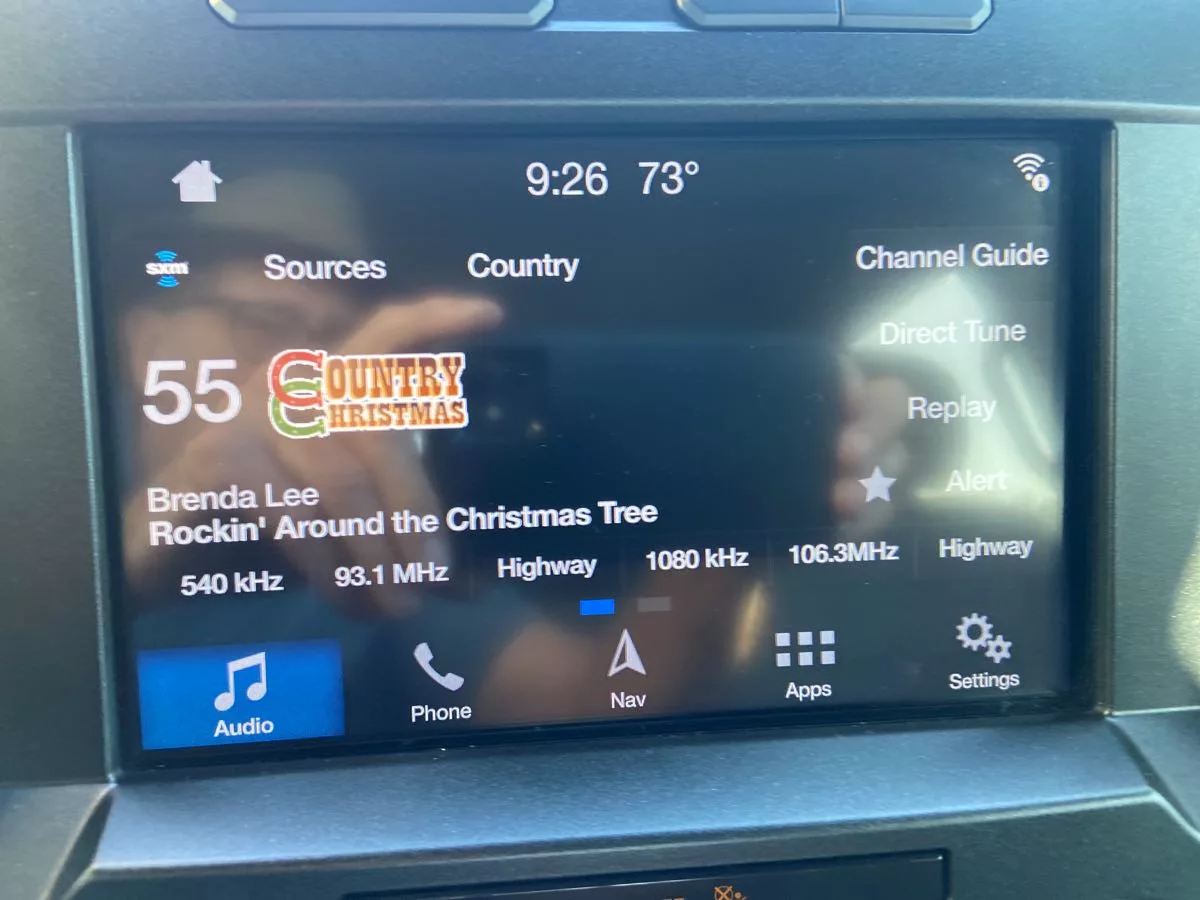 9:26 73°
sxm Sources Country Channel Guide
Direct Tune
55 COUNTRY CHRISTMAS
Replay
Alert
Brenda Lee
Rockin' Around the Christmas Tree
540 kHz 93.1 MHz Highway 1080 kHz 106.3MHz Highway
Audio Phone Nav Apps Settings